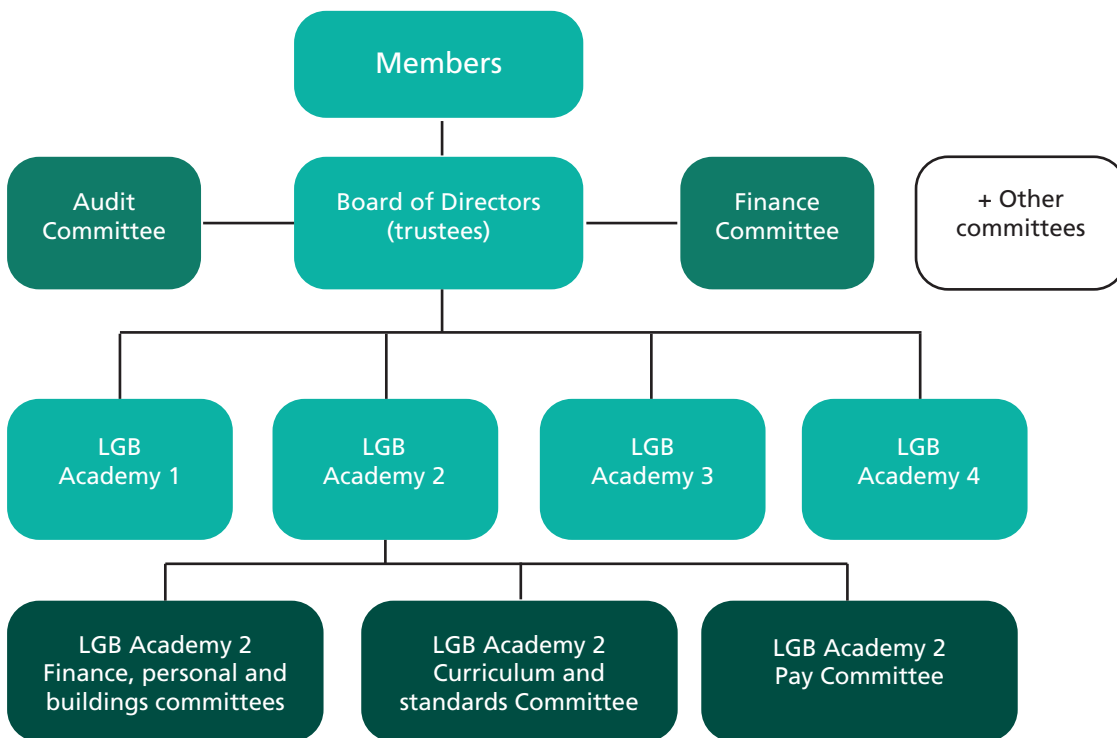 Members
Audit
Committee
Board of Directors
(trustees)
Finance
Committee
+ Other
committees
LGB
Academy 1
LGB
Academy 2
LGB
Academy 3
LGB
Academy 4
LGB Academy 2
Finance, personal and
buildings committees
LGB Academy 2
Curriculum and
standards Committee
LGB Academy 2
Pay Committee